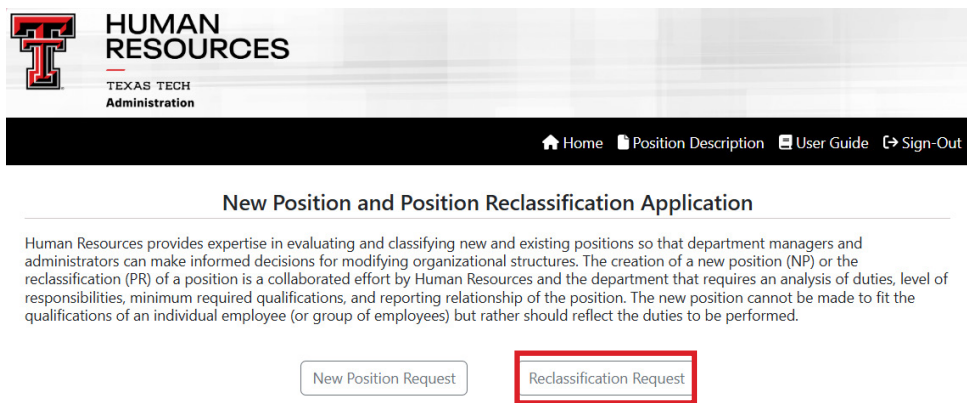 HUMAN
RESOURCES
TEXAS TECH
Administration
Home Position Description User Guide Sign-Out
New Position and Position Reclassification Application
Human Resources provides expertise in evaluating and classifying new and existing positions so that department managers and
administrators can make informed decisions for modifying organizational structures. The creation of a new position (NP) or the
reclassification (PR) of a position is a collaborated effort by Human Resources and the department that requires an analysis of duties, level of
responsibilities, minimum required qualifications, and reporting relationship of the position. The new position cannot be made to fit the
qualifications of an individual employee (or group of employees) but rather should reflect the duties to be performed.
New Position Request Reclassification Request